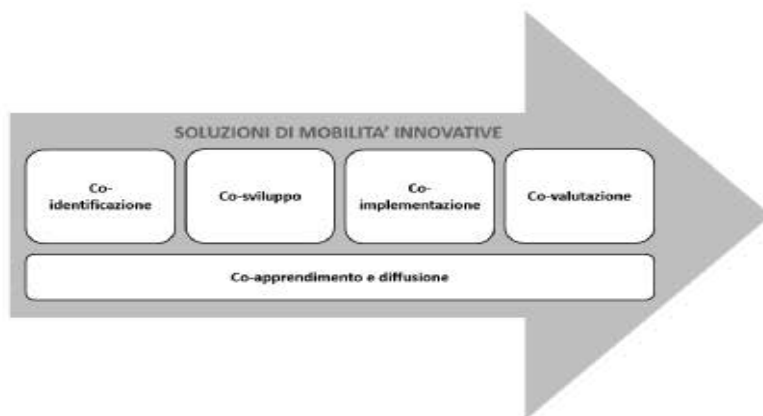 SOLUZIONI DI MOBILITA' INNOVATIVE
Co-
identificazione
Co-sviluppo
Co-
implementazione
Co-valutazione
Co-apprendimento e diffusione